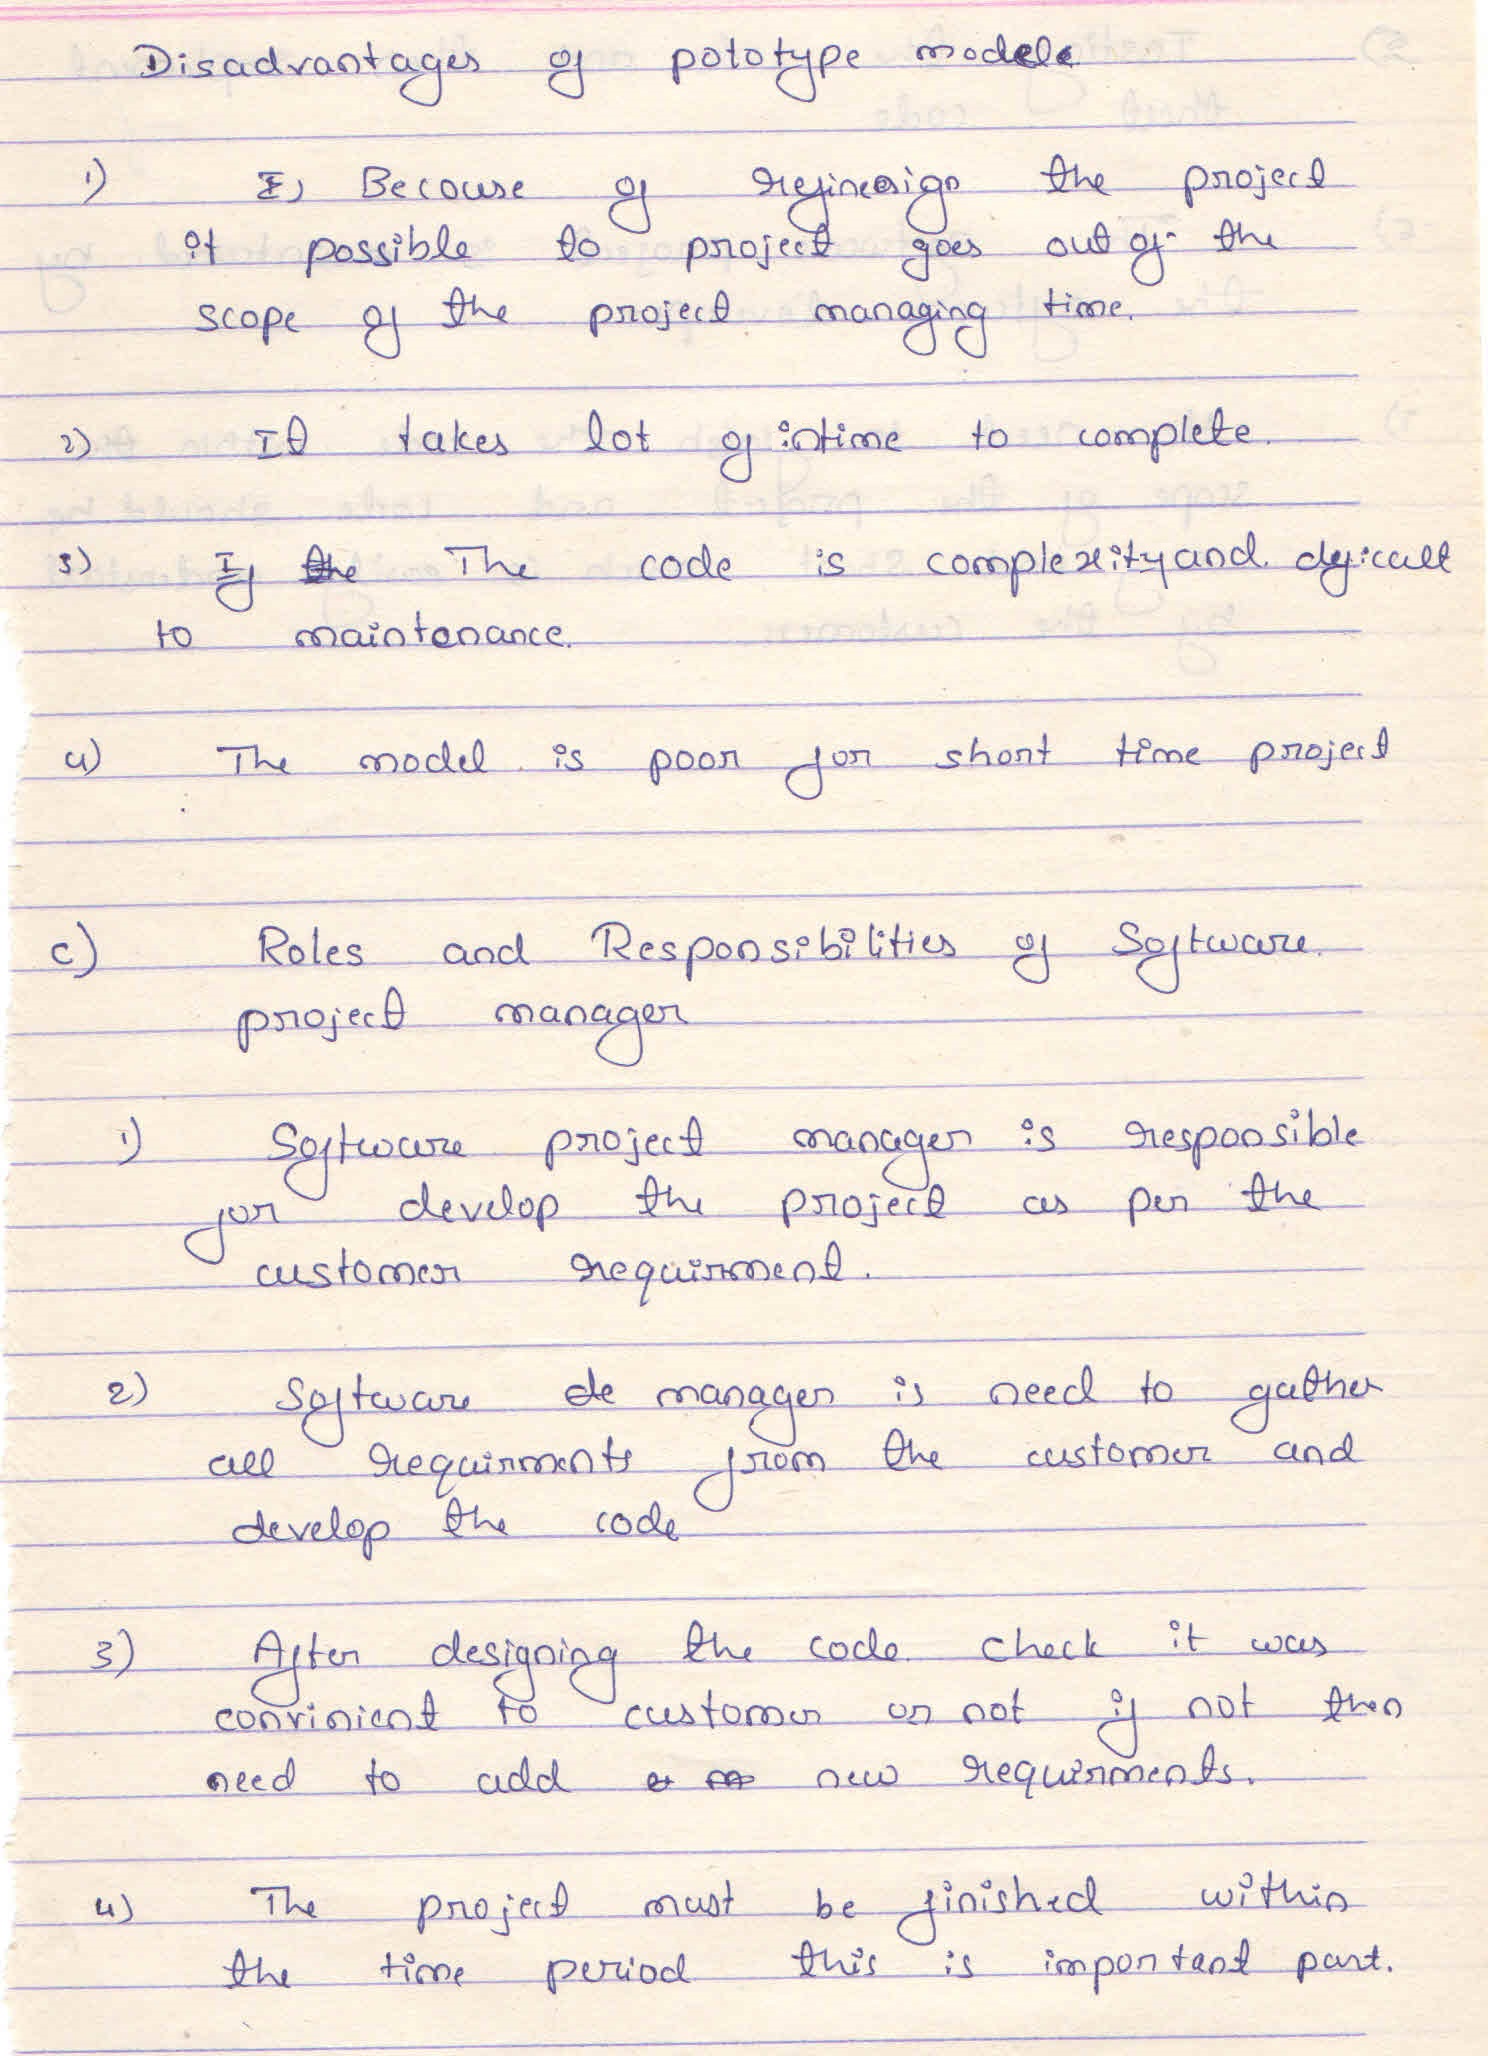 Disadvantages of pototype modele
1) I, Becouse of refinesign the project
it possible to project goes out of the
scope of the project managing time.
2) It takes lot of intime to complete.
3) If the The code is complexity and deficult
to maintenance.
4) The model is poor for short time project
c) Roles and Responsibilities of Software
project manager
1) Software project manager is responsible
for develop the project as per the
customer requirment.
2) Software de manager is need to gather
all requirments from the customer and
develop the code
3) After designing the code check it was
convinient to customer or not if not then
need to add new requirments.
4) The project must be finished within
the time period this is important part.